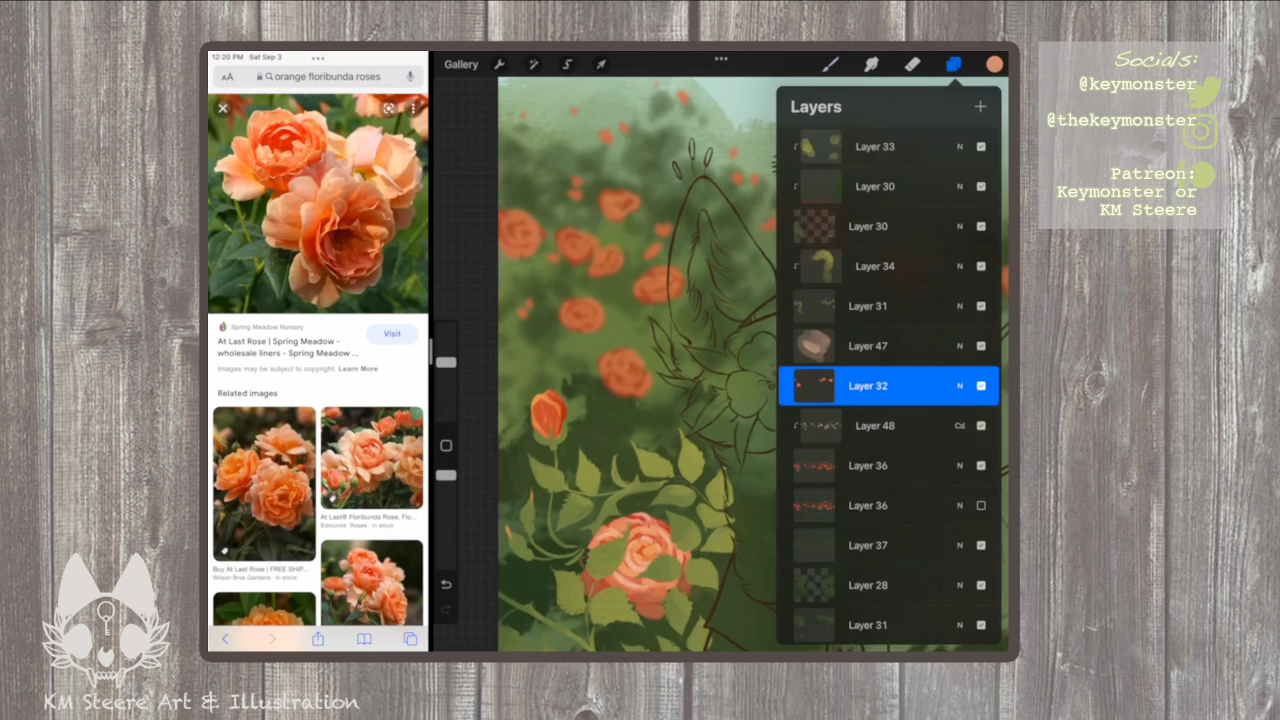 12:20 PM Sat Sep 3
AA orange floribunda roses
Spring Meadow Nursery
At Last Rose | Spring Meadow -
wholesale liners - Spring Meadow ...
Visit
Images may be subject to copyright. Learn More
Related images
At Last® Floribunda Rose, Flo...
Edmunds' Roses · In stock
Buy At Last Rose | FREE SHIP...
Wilson Bros Gardens · In stock
Gallery
Layers
Layer 33 N
Layer 30 N
Layer 30 N
Layer 34 N
Layer 31 N
Layer 47 N
Layer 32 N
Layer 48 Cd
Layer 36 N
Layer 36 N
Layer 37 N
Layer 28 N
Layer 31 N
Socials:
@keymonster
@thekeymonster
Patreon:
Keymonster or
KM Steere
KM Steere Art & Illustration